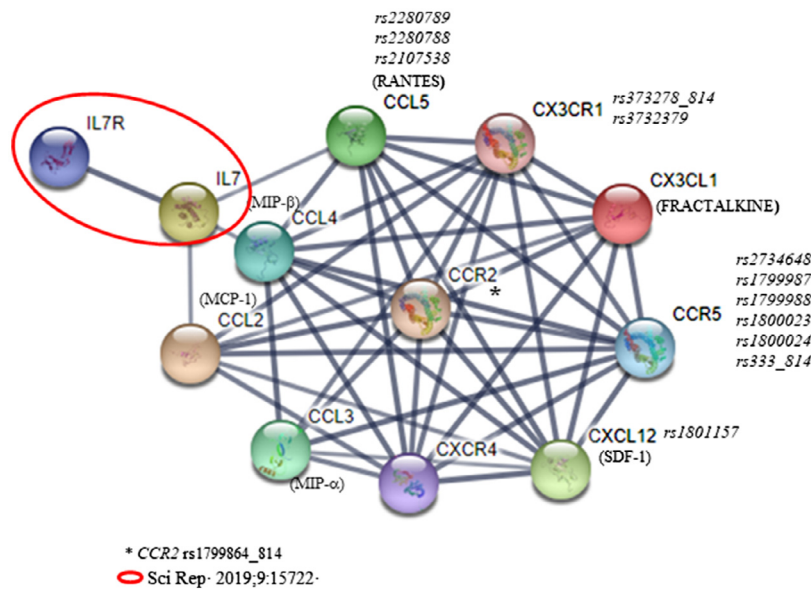 rs2280789
rs2280788
rs2107538
(RANTES)
CCL5
CX3CR1 rs373278_814
rs3732379
IL7R
IL7
CX3CL1
(FRACTALKINE)
(MIP-β)
CCL4
CCR2
*
(MCP-1)
CCL2
rs2734648
rs1799987
CCR5 rs1799988
rs1800023
rs1800024
rs333_814
CCL3
(MIP-α)
CXCR4
CXCL12 rs1801157
(SDF-1)
* CCR2 rs1799864_814
Sci Rep· 2019;9:15722·